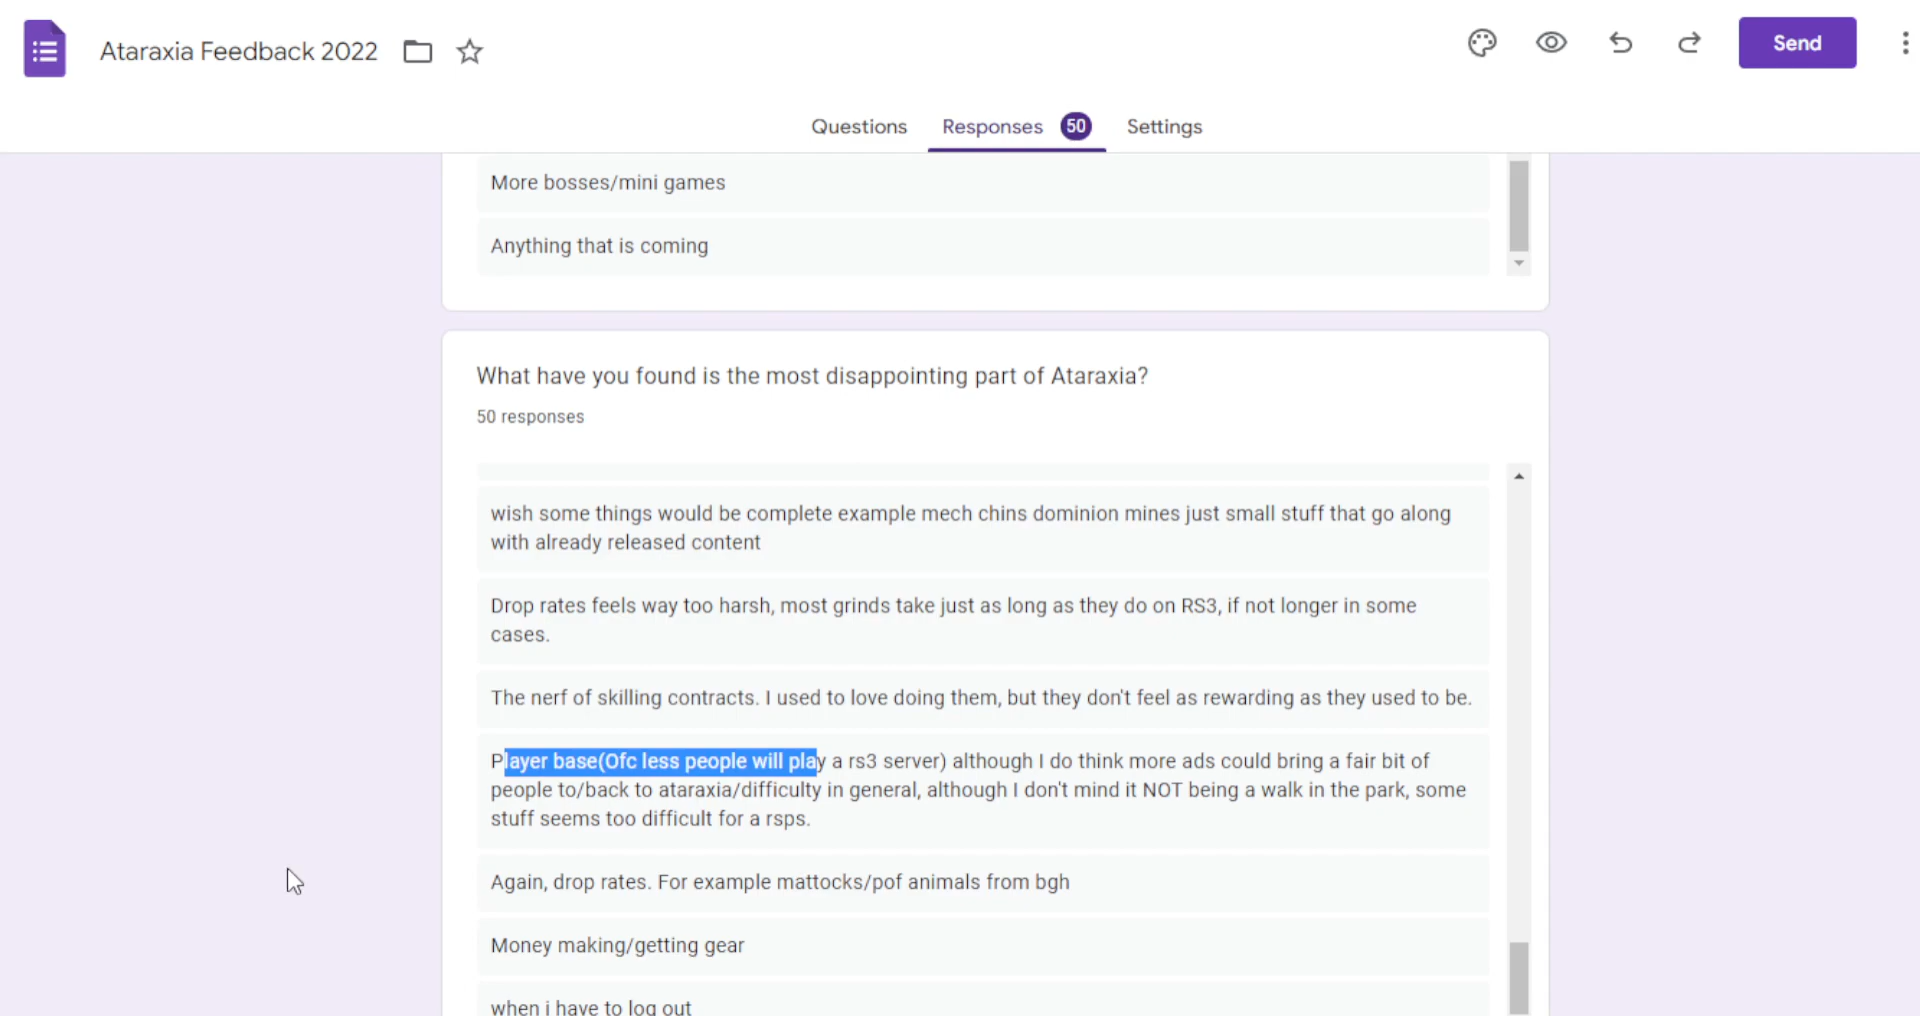 Ataraxia Feedback 2022
Send
Questions Responses 50 Settings
More bosses/mini games
Anything that is coming
What have you found is the most disappointing part of Ataraxia?
50 responses
wish some things would be complete example mech chins dominion mines just small stuff that go along
with already released content
Drop rates feels way too harsh, most grinds take just as long as they do on RS3, if not longer in some
cases.
The nerf of skilling contracts. I used to love doing them, but they don't feel as rewarding as they used to be.
Player base(Ofc less people will play a rs3 server) although I do think more ads could bring a fair bit of
people to/back to ataraxia/difficulty in general, although I don't mind it NOT being a walk in the park, some
stuff seems too difficult for a rsps.
Again, drop rates. For example mattocks/pof animals from bgh
Money making/getting gear
when i have to log out